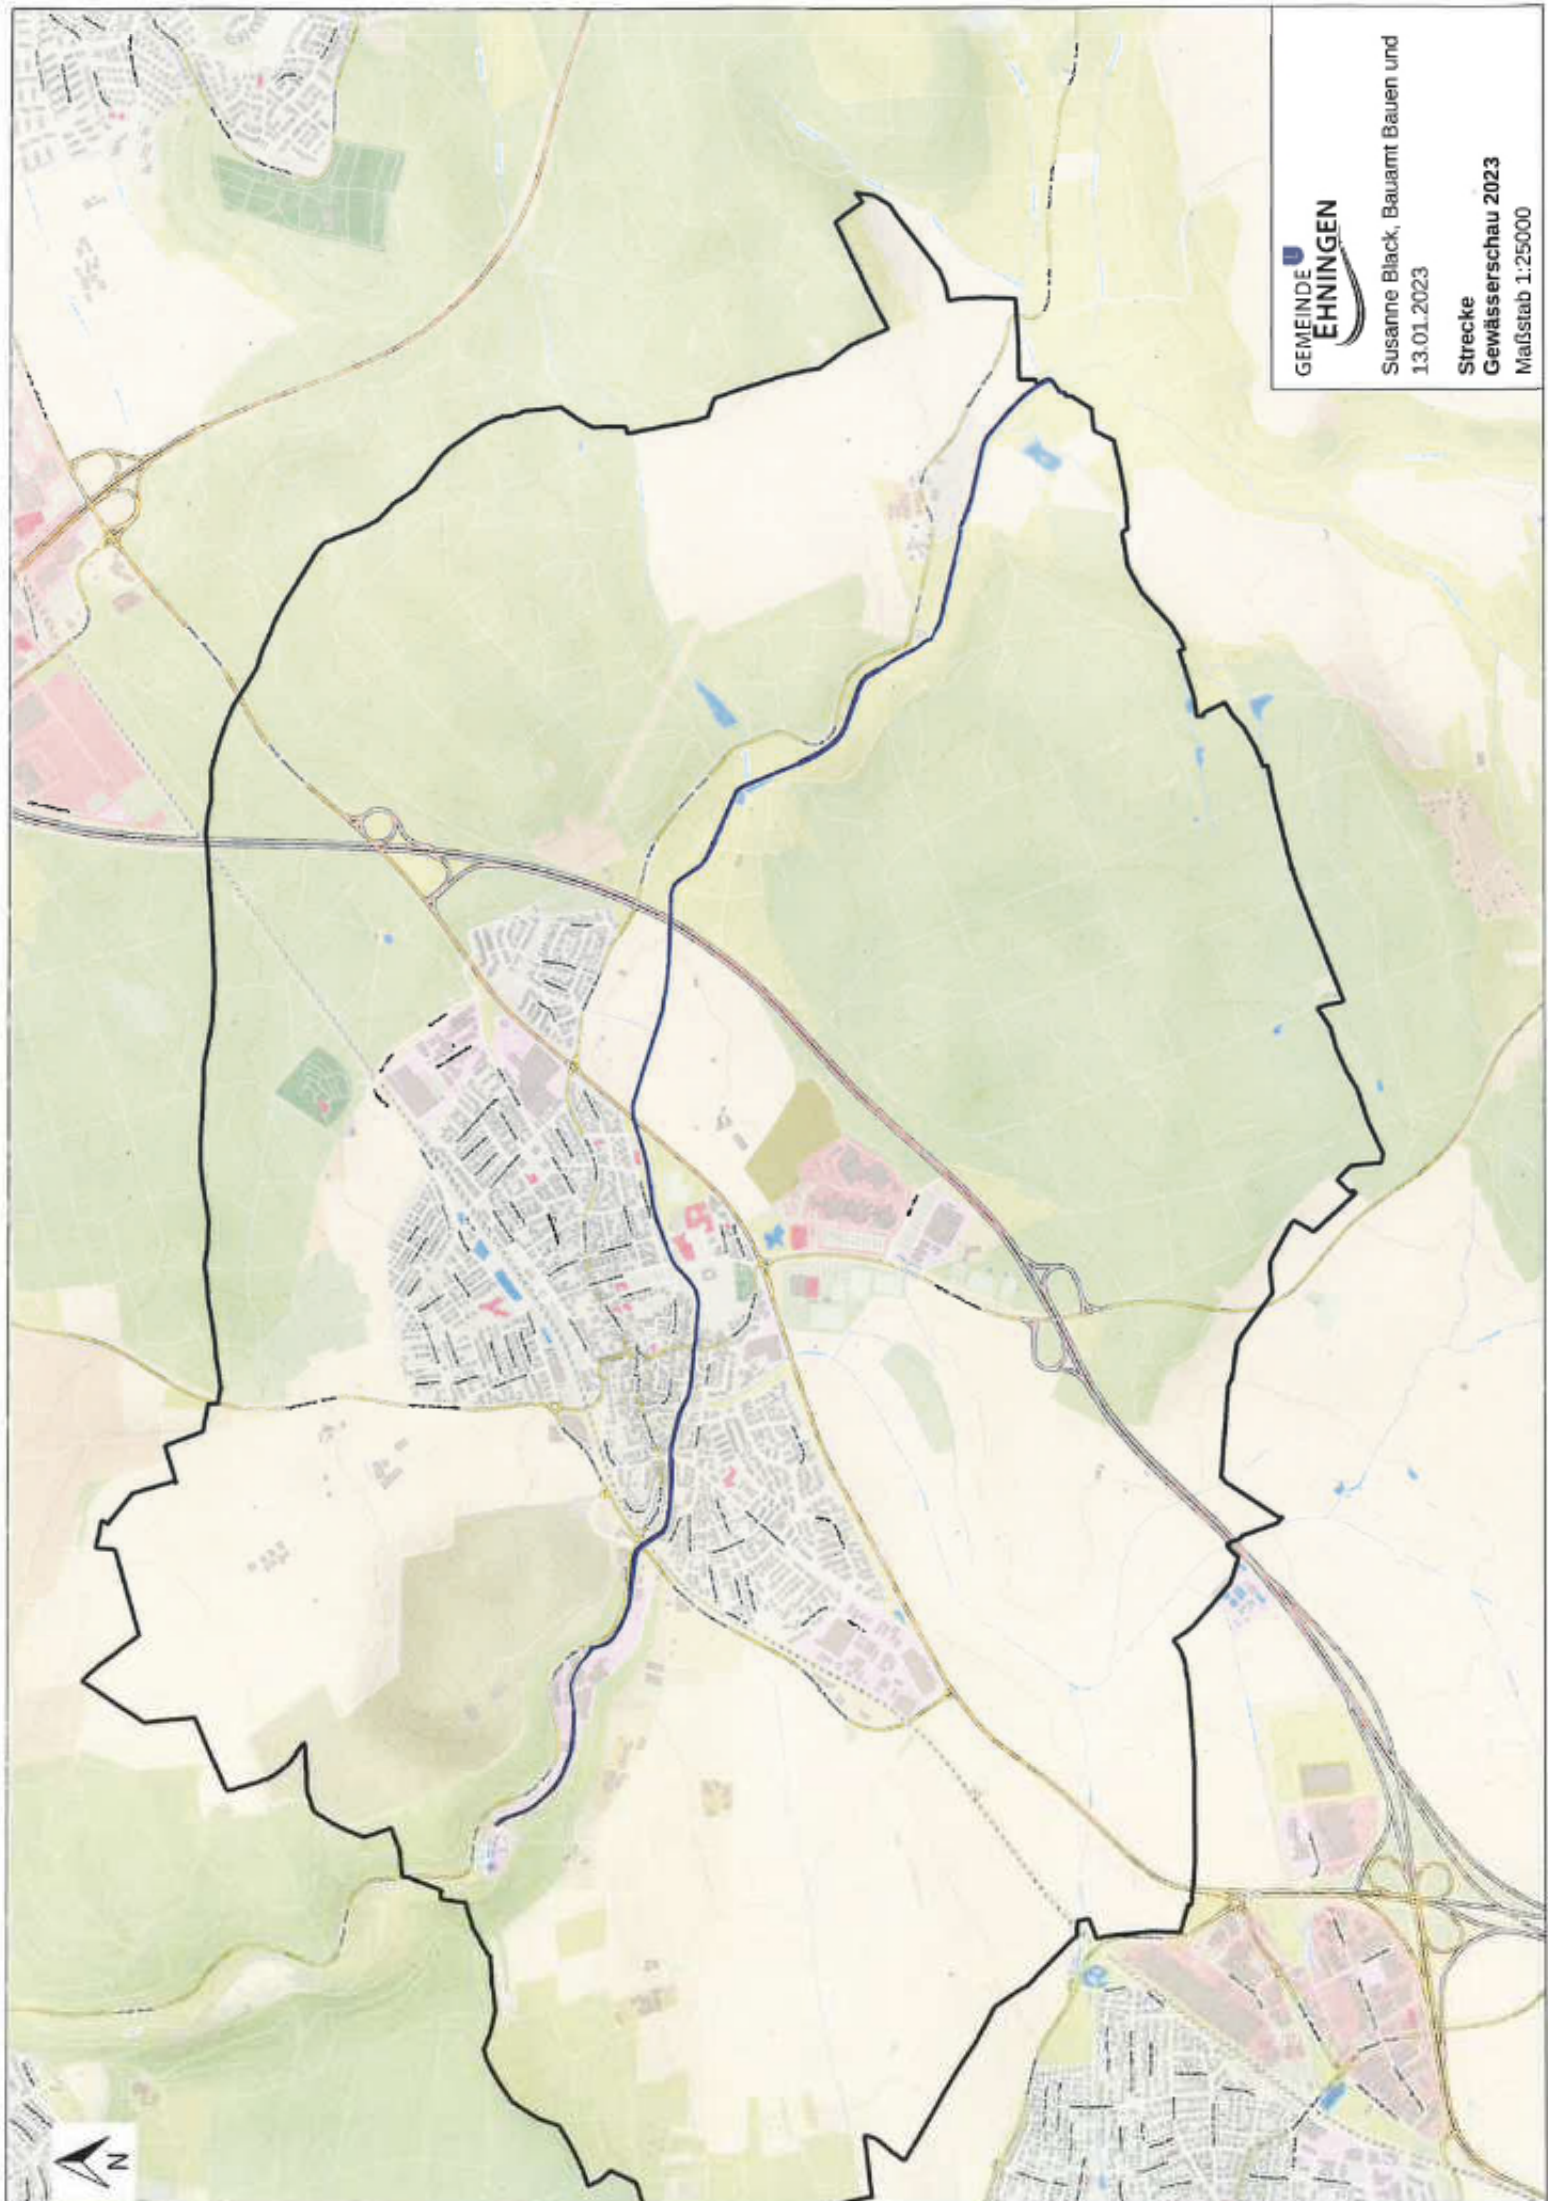 GEMEINDE
EHNINGEN
Susanne Black, Bauamt Bauen und
13.01.2023
Strecke
Gewässerschau 2023
Maßstab 1:25000
N